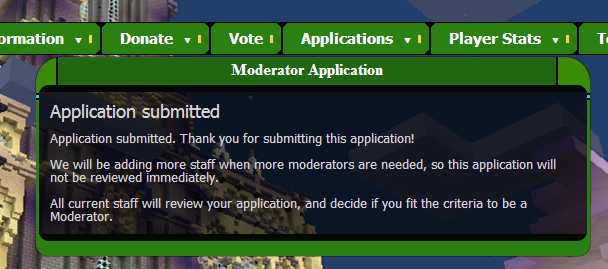 Donate Vote Applications Player Stats
Moderator Application
Application submitted
Application submitted. Thank you for submitting this application!
We will be adding more staff when more moderators are needed, so this application will
not be reviewed immediately.
All current staff will review your application, and decide if you fit the criteria to be a
Moderator.